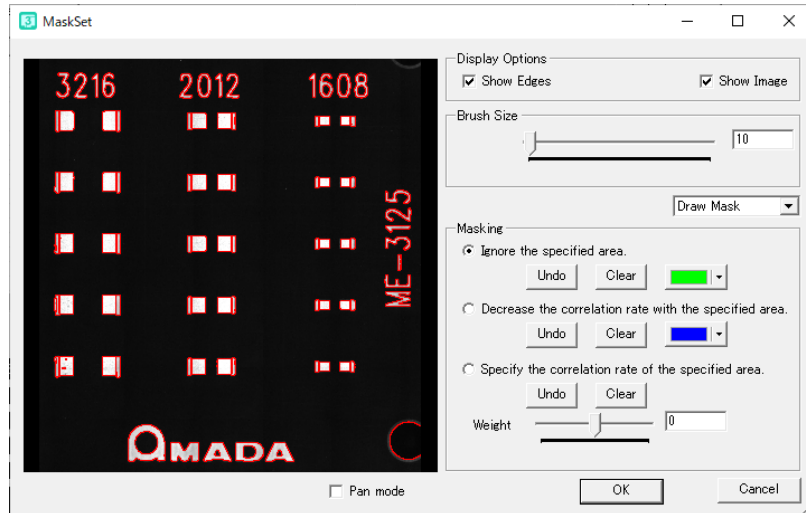 MaskSet
3216 2012 1608
ME-3125
AMADA
Display Options
Show Edges
Show Image
Brush Size
10
Draw Mask
Masking
Ignore the specified area.
Undo Clear
Decrease the correlation rate with the specified area.
Undo Clear
Specify the correlation rate of the specified area.
Undo Clear
Weight 0
Pan mode
OK
Cancel